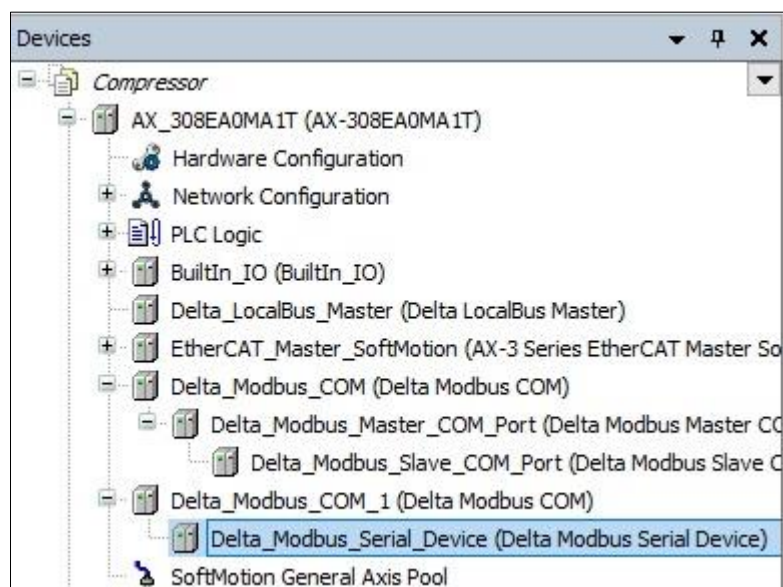 Devices
Compressor
AX_308EA0MA1T (AX-308EA0MA1T)
Hardware Configuration
Network Configuration
PLC Logic
BuiltIn_IO (BuiltIn_IO)
Delta_LocalBus_Master (Delta LocalBus Master)
EtherCAT_Master_SoftMotion (AX-3 Series EtherCAT Master So
Delta_Modbus_COM (Delta Modbus COM)
Delta_Modbus_Master_COM_Port (Delta Modbus Master CO
Delta_Modbus_Slave_COM_Port (Delta Modbus Slave C
Delta_Modbus_COM_1 (Delta Modbus COM)
Delta_Modbus_Serial_Device (Delta Modbus Serial Device)
SoftMotion General Axis Pool